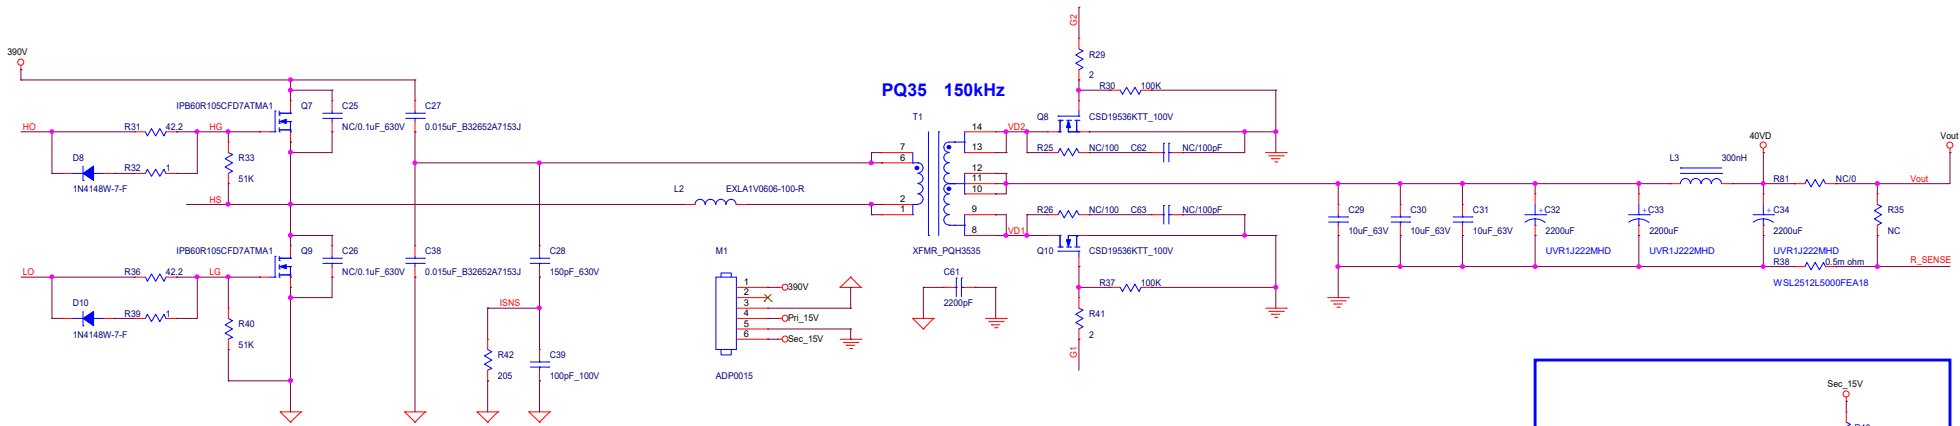 390V
IPB60R105CFD7ATMA1 Q7 C25 C27
NC/0.1uF_630V 0.015uF_B32652A7153J
HO R31 42.2 HG
D8 R32 1 R33
1N4148W-7-F 51K
HS
L2 EXLA1V0606-100-R
IPB60R105CFD7ATMA1 Q9 C26 C38 C28
NC/0.1uF_630V 0.015uF_B32652A7153J 150pF_630V
LO R36 42.2 LG
D10 R39 1 R40
1N4148W-7-F 51K
ISNS
R42 C39
205 100pF_100V
M1
1 390V
2
3
4 Pri_15V
5
6 Sec_15V
ADP0015
PQ35 150kHz
T1
7
6
2
1
14
13
12
11
10
9
8
XFMR_PQH3535
C61
2200pF
G2
R29
2
R30 100K
Q8 CSD19536KTT_100V
VD2
R25 NC/100 C62 NC/100pF
R26 NC/100 C63 NC/100pF
VD1
Q10 CSD19536KTT_100V
R37 100K
R41
2
G1
C29 C30 C31 C32 C33 C34
10uF_63V 10uF_63V 10uF_63V 2200uF 2200uF 2200uF
UVR1J222MHD UVR1J222MHD UVR1J222MHD
L3 300nH
40VD
R81 NC/0 Vout
Vout
R35
NC
R38 0.5m ohm R_SENSE
WSL2512L5000FEA18
Sec_15V